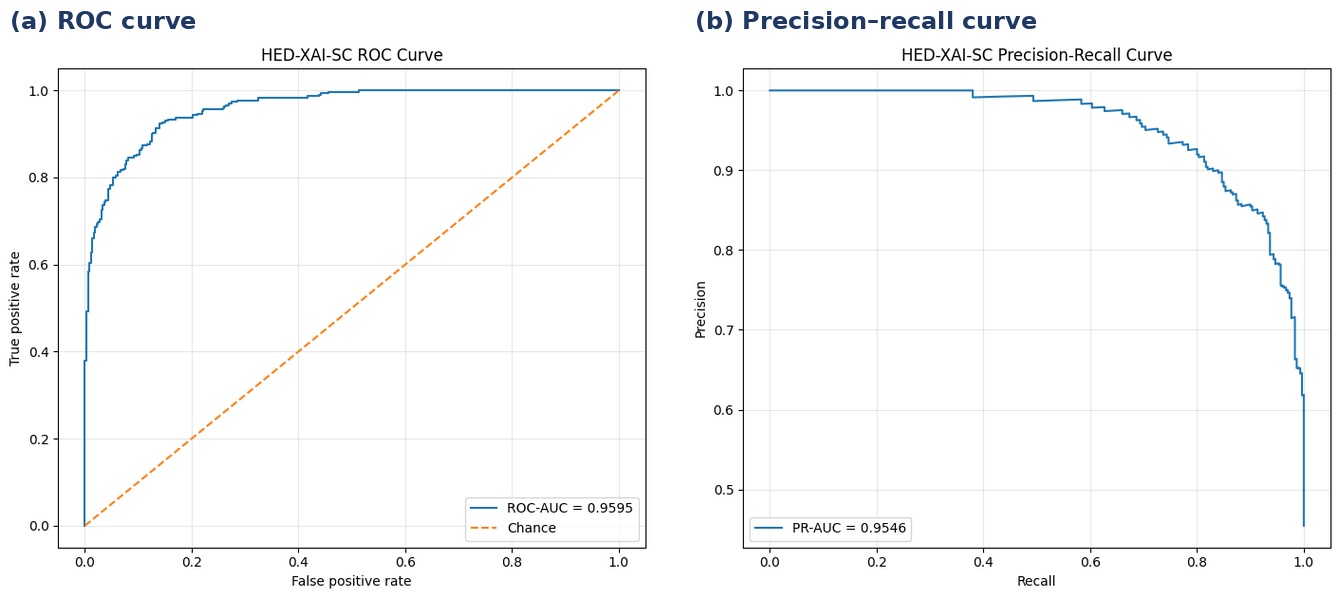 (a) ROC curve
HED-XAI-SC ROC Curve
True positive rate
1.0
0.8
0.6
0.4
0.2
0.0
ROC-AUC = 0.9595
Chance
0.0 0.2 0.4 0.6 0.8 1.0
False positive rate
(b) Precision–recall curve
HED-XAI-SC Precision-Recall Curve
Precision
1.0
0.9
0.8
0.7
0.6
0.5
PR-AUC = 0.9546
0.0 0.2 0.4 0.6 0.8 1.0
Recall